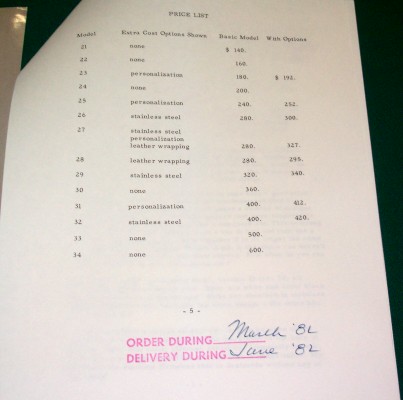 PRICE LIST
Model Extra Cost Options Shown Basic Model With Options
21 none $ 140.
22 none 160.
23 personalization 180. $ 192.
24 none 200.
25 personalization 240. 252.
26 stainless steel 280. 300.
27 stainless steel
personalization
leather wrapping 280. 327.
28 leather wrapping 280. 295.
29 stainless steel 320. 340.
30 none 360.
31 personalization 400. 412.
32 stainless steel 400. 420.
33 none 500.
34 none 600.
- 5 -
ORDER DURING March '82
DELIVERY DURING June '82